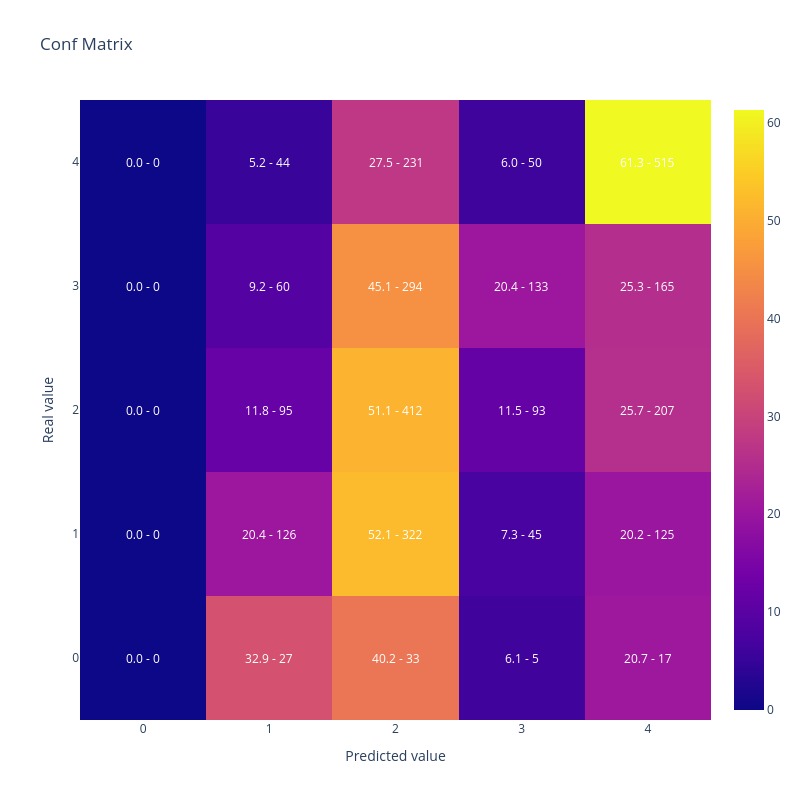 Conf Matrix
60
4 0.0 - 0 5.2 - 44 27.5 - 231 6.0 - 50 61.3 - 515
50
3 0.0 - 0 9.2 - 60 45.1 - 294 20.4 - 133 25.3 - 165
40
Real value
2 0.0 - 0 11.8 - 95 51.1 - 412 11.5 - 93 25.7 - 207
30
20
1 0.0 - 0 20.4 - 126 52.1 - 322 7.3 - 45 20.2 - 125
10
0 0.0 - 0 32.9 - 27 40.2 - 33 6.1 - 5 20.7 - 17
0
0 1 2 3 4
Predicted value